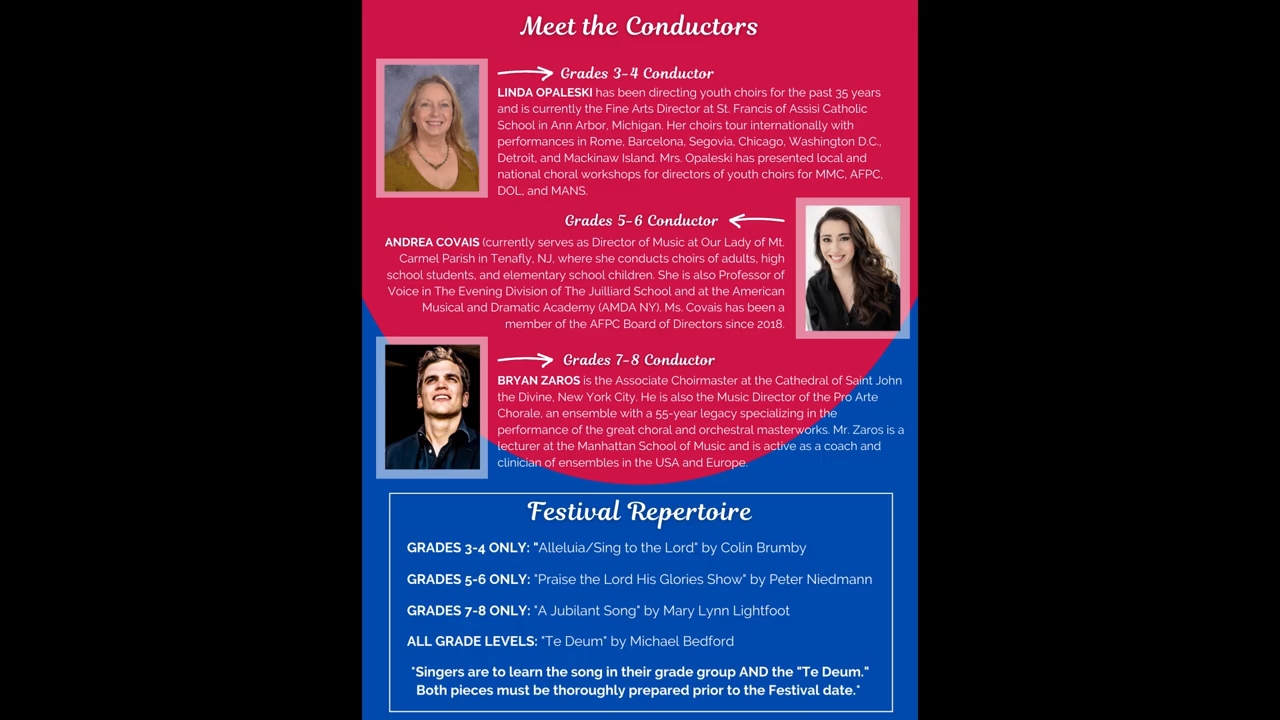 Meet the Conductors
Grades 3-4 Conductor
LINDA OPALESKI has been directing youth choirs for the past 35 years
and is currently the Fine Arts Director at St. Francis of Assisi Catholic
School in Ann Arbor, Michigan. Her choirs tour internationally with
performances in Rome, Barcelona, Segovia, Chicago, Washington D.C.,
Detroit, and Mackinaw Island. Mrs. Opaleski has presented local and
national choral workshops for directors of youth choirs for MMC, AFPC,
DOL, and MANS.
Grades 5-6 Conductor
ANDREA COVAIS (currently serves as Director of Music at Our Lady of Mt.
Carmel Parish in Tenafly, NJ, where she conducts choirs of adults, high
school students, and elementary school children. She is also Professor of
Voice in The Evening Division of The Juilliard School and at the American
Musical and Dramatic Academy (AMDA NY). Ms. Covais has been a
member of the AFPC Board of Directors since 2018.
Grades 7-8 Conductor
BRYAN ZAROS is the Associate Choirmaster at the Cathedral of Saint John
the Divine, New York City. He is also the Music Director of the Pro Arte
Chorale, an ensemble with a 55-year legacy specializing in the
performance of the great choral and orchestral masterworks. Mr. Zaros is a
lecturer at the Manhattan School of Music and is active as a coach and
clinician of ensembles in the USA and Europe.
Festival Repertoire
GRADES 3-4 ONLY: "Alleluia/Sing to the Lord" by Colin Brumby
GRADES 5-6 ONLY: "Praise the Lord His Glories Show" by Peter Niedmann
GRADES 7-8 ONLY: "A Jubilant Song" by Mary Lynn Lightfoot
ALL GRADE LEVELS: "Te Deum" by Michael Bedford
*Singers are to learn the song in their grade group AND the "Te Deum."
Both pieces must be thoroughly prepared prior to the Festival date.*